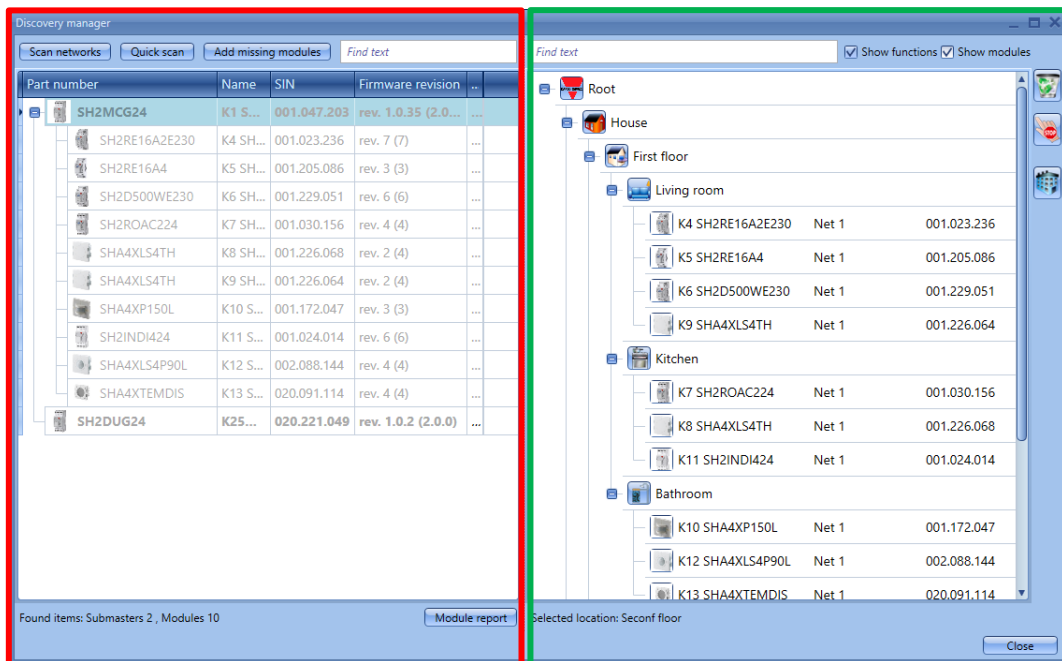 Discovery manager
Scan networks Quick scan Add missing modules Find text Find text Show functions Show modules
Part number Name SIN Firmware revision ..
SH2MCG24 K1 S... 001.047.203 rev. 1.0.35 (2.0... ...
SH2RE16A2E230 K4 SH... 001.023.236 rev. 7 (7) ...
SH2RE16A4 K5 SH... 001.205.086 rev. 3 (3) ...
SH2D500WE230 K6 SH... 001.229.051 rev. 6 (6) ...
SH2ROAC224 K7 SH... 001.030.156 rev. 4 (4) ...
SHA4XLS4TH K8 SH... 001.226.068 rev. 2 (4) ...
SHA4XLS4TH K9 SH... 001.226.064 rev. 2 (4) ...
SHA4XP150L K10 S... 001.172.047 rev. 3 (3) ...
SH2INDI424 K11 S... 001.024.014 rev. 6 (6) ...
SHA4XLS4P90L K12 S... 002.088.144 rev. 4 (4) ...
SHA4XTEMDIS K13 S... 020.091.114 rev. 4 (4) ...
SH2DUG24 K25... 020.221.049 rev. 1.0.2 (2.0.0) ...
Found items: Submasters 2 , Modules 10 Module report
Root
House
First floor
Living room
K4 SH2RE16A2E230 Net 1 001.023.236
K5 SH2RE16A4 Net 1 001.205.086
K6 SH2D500WE230 Net 1 001.229.051
K9 SHA4XLS4TH Net 1 001.226.064
Kitchen
K7 SH2ROAC224 Net 1 001.030.156
K8 SHA4XLS4TH Net 1 001.226.068
K11 SH2INDI424 Net 1 001.024.014
Bathroom
K10 SHA4XP150L Net 1 001.172.047
K12 SHA4XLS4P90L Net 1 002.088.144
K13 SHA4XTEMDIS Net 1 020.091.114
Selected location: Seconf floor
Close
STOP